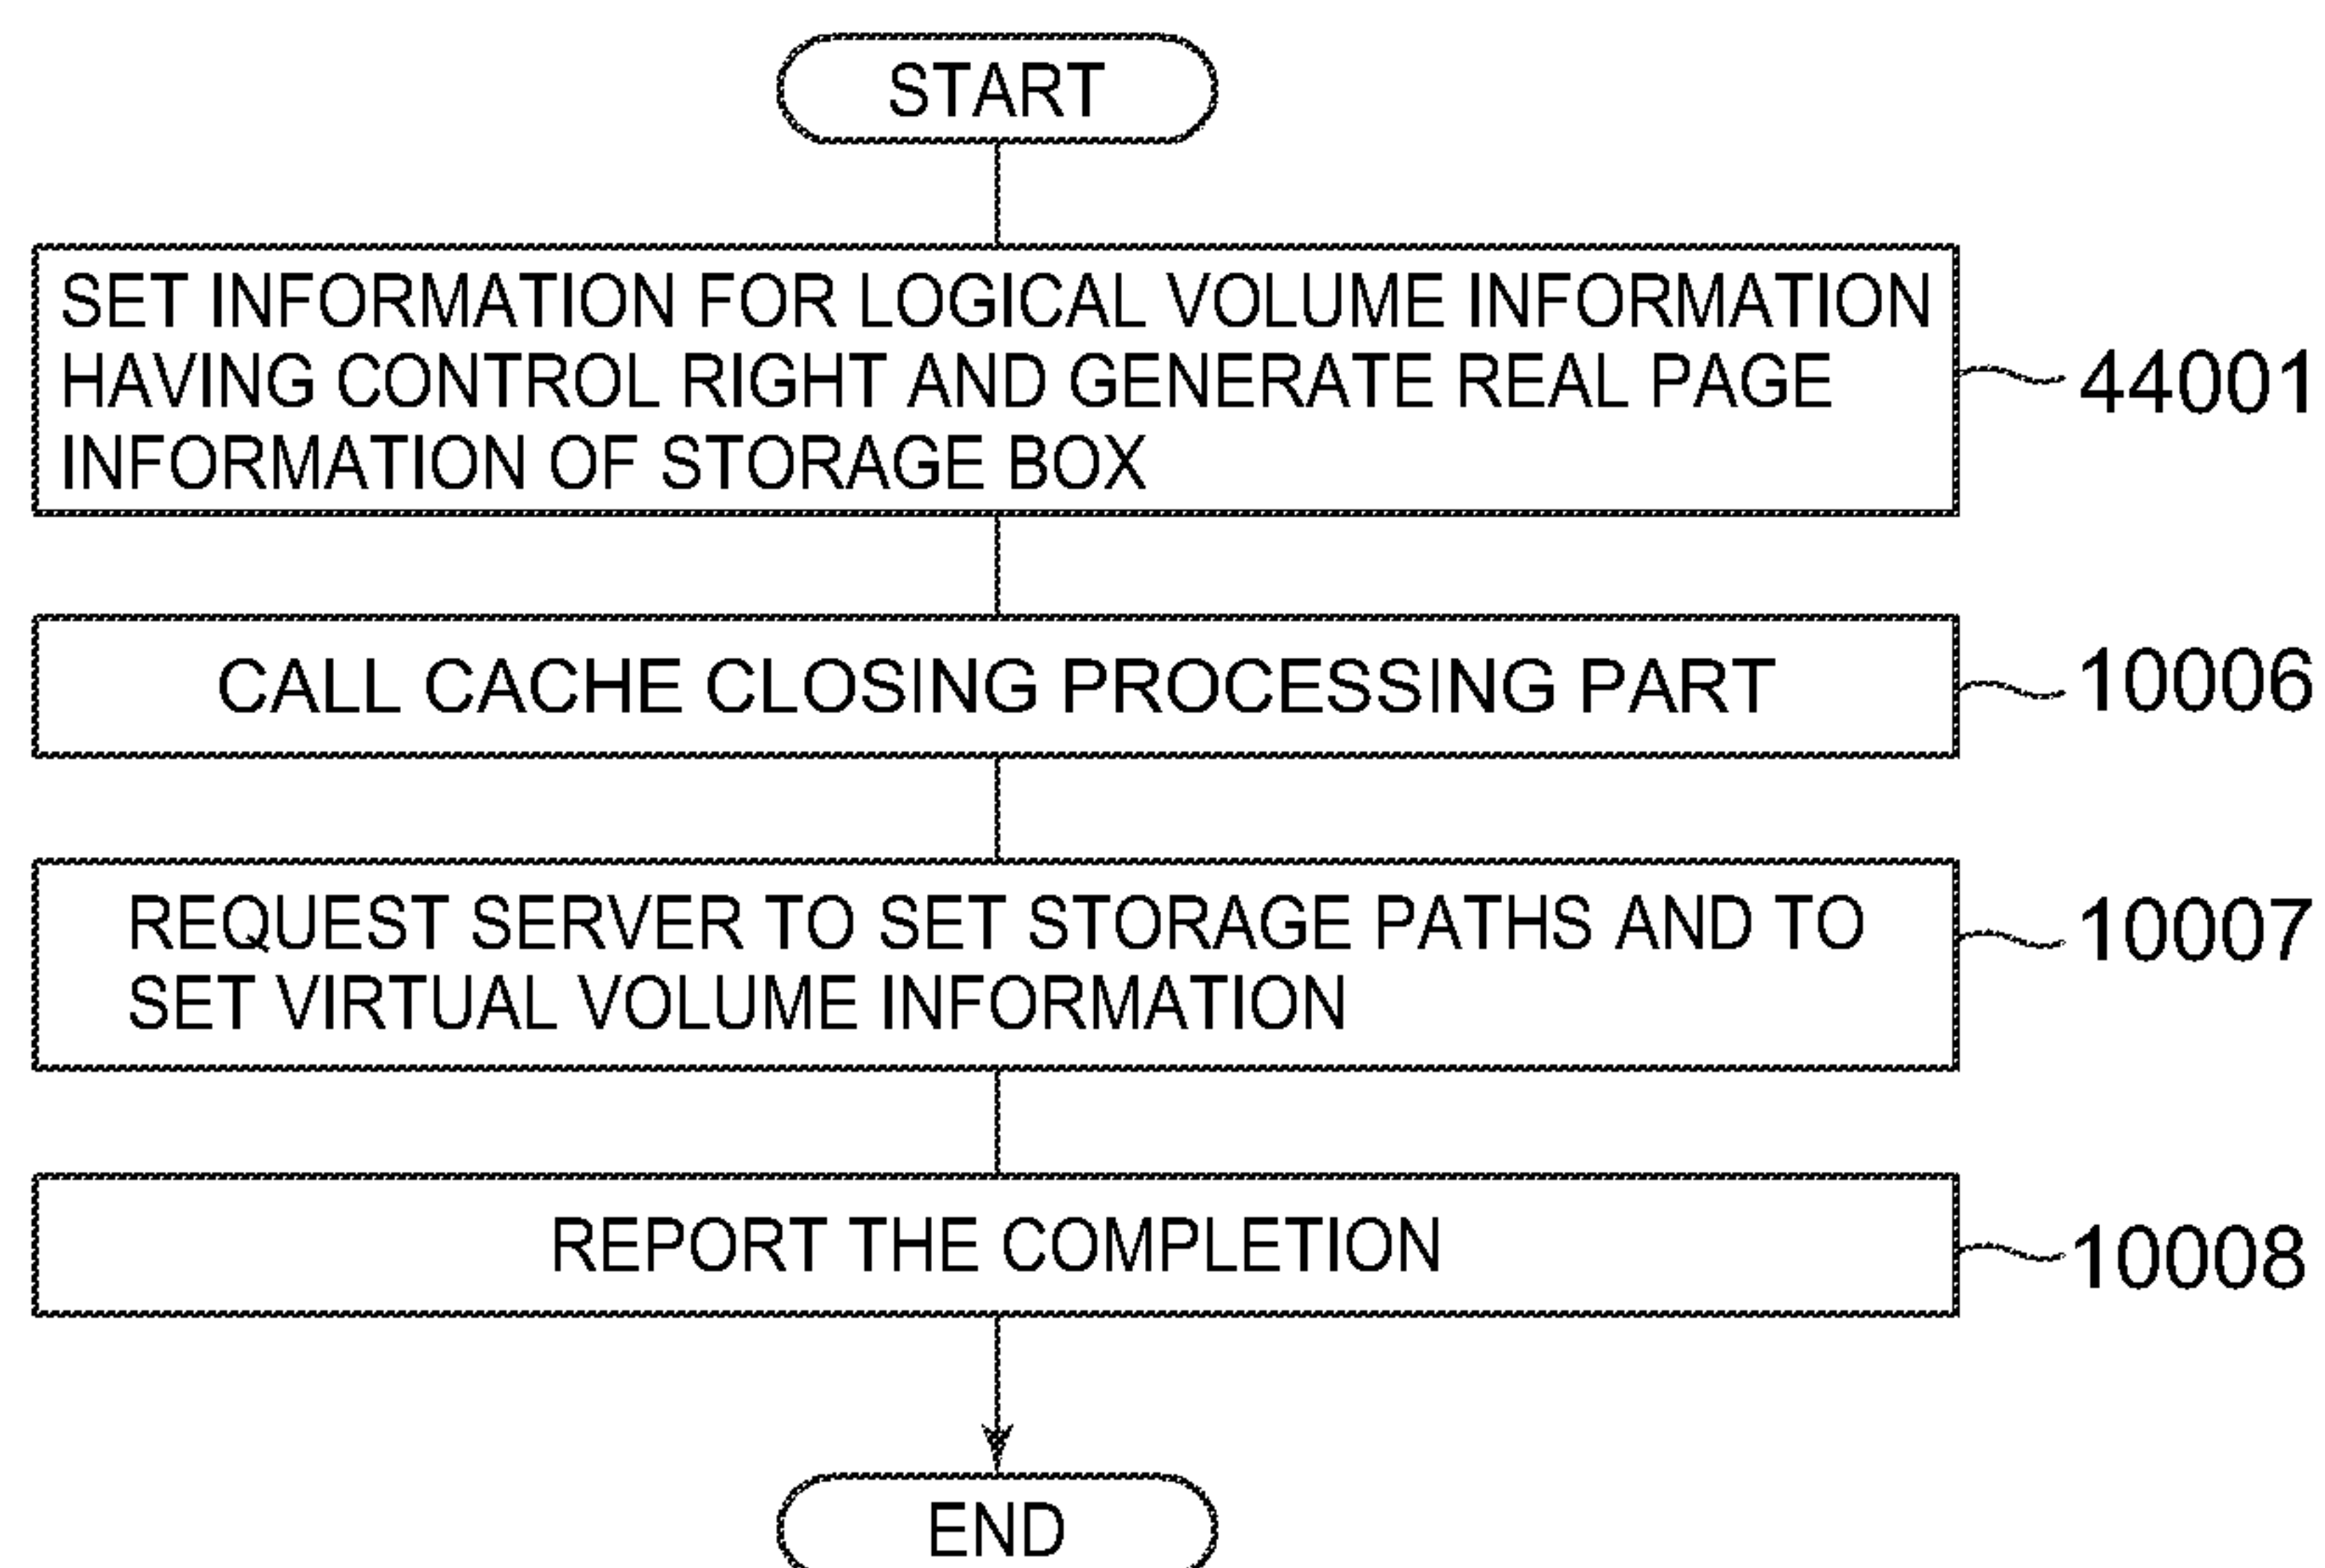 START
SET INFORMATION FOR LOGICAL VOLUME INFORMATION
HAVING CONTROL RIGHT AND GENERATE REAL PAGE
INFORMATION OF STORAGE BOX
44001
CALL CACHE CLOSING PROCESSING PART
10006
REQUEST SERVER TO SET STORAGE PATHS AND TO
SET VIRTUAL VOLUME INFORMATION
10007
REPORT THE COMPLETION
10008
END